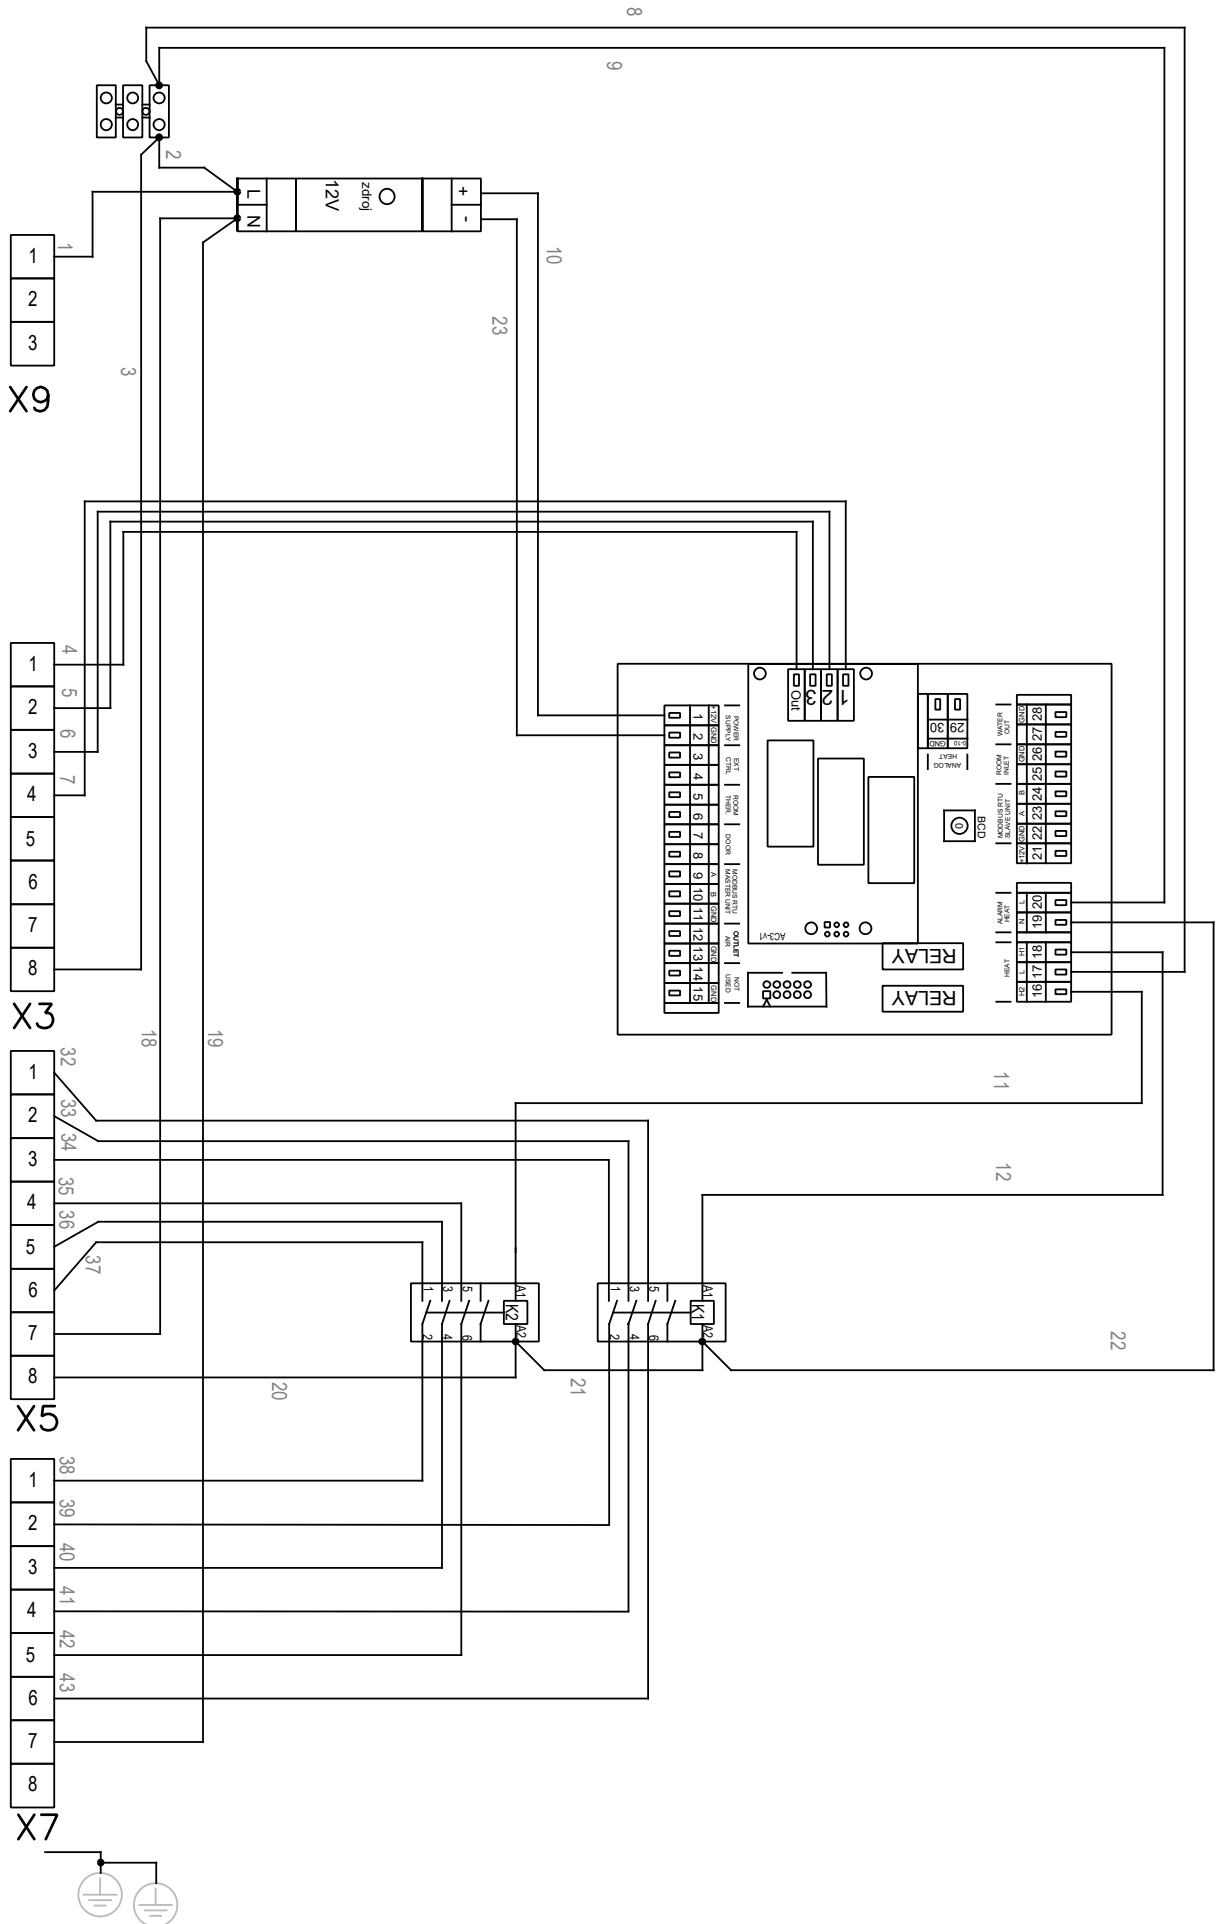 8
9
2
L
N
12V
zdroj
+
-
1
10
23
3
1
2
3
X9
4
5
6
7
1
2
3
4
5
6
7
8
X3
Out
3
2
1
30
29
GND
0-10
ANALOG
HEAT
BCD
0
AC3-v1
RELAY
RELAY
1
2
3
4
5
6
7
8
9
10
11
12
13
14
15
+12V
GND
A
B
GND
GND
GND
POWER
SUPPLY
EXT
CTRL
ROOM
THER.
DOOR
MODBUS RTU
MASTER UNIT
OUTLET
AIR
NOT
USED
28
27
26
25
24
23
22
21
GND
GND
B
A
GND
+12V
WATER
OUT
ROOM
INLET
MODBUS RTU
SLAVE UNIT
20
19
18
17
16
L
N
H1
L
H2
ALARM
HEAT
HEAT
18
19
11
12
32
33
34
35
36
37
1
2
3
4
5
6
7
8
X5
1
3
5
A1
K2
2
4
6
A2
1
3
5
A1
K1
2
4
6
A2
20
21
22
38
39
40
41
42
43
1
2
3
4
5
6
7
8
X7